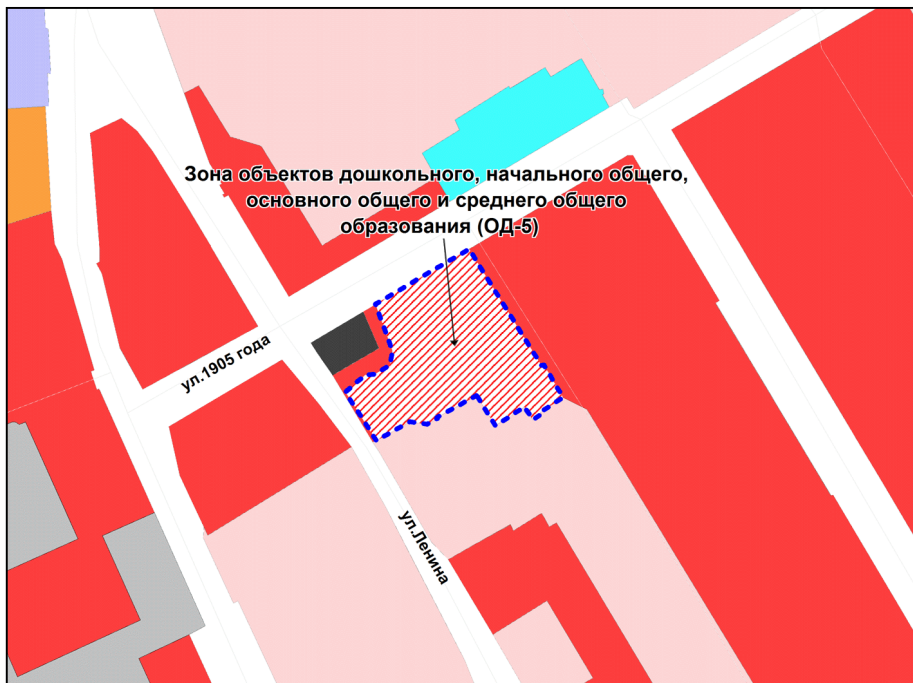 Зона объектов дошкольного, начального общего,
основного общего и среднего общего
образования (ОД-5)
ул.1905 года
ул.Ленина